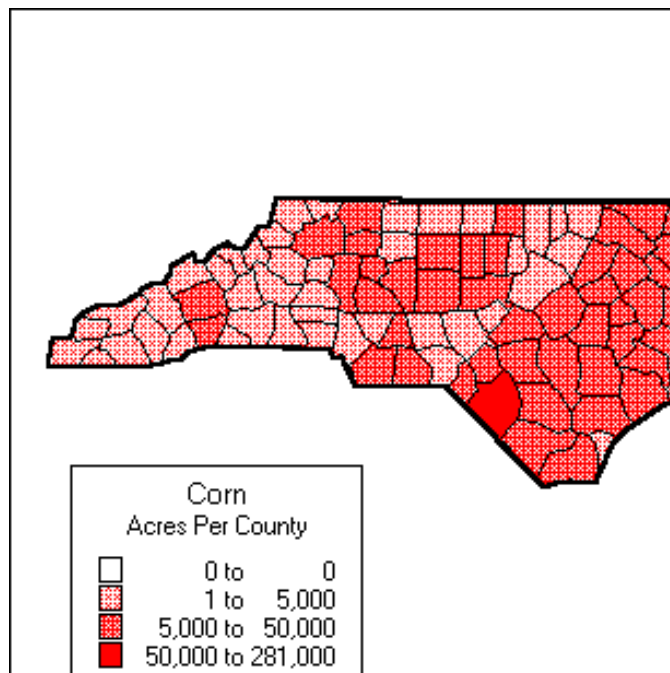 Corn
Acres Per County
0 to 0
1 to 5,000
5,000 to 50,000
50,000 to 281,000